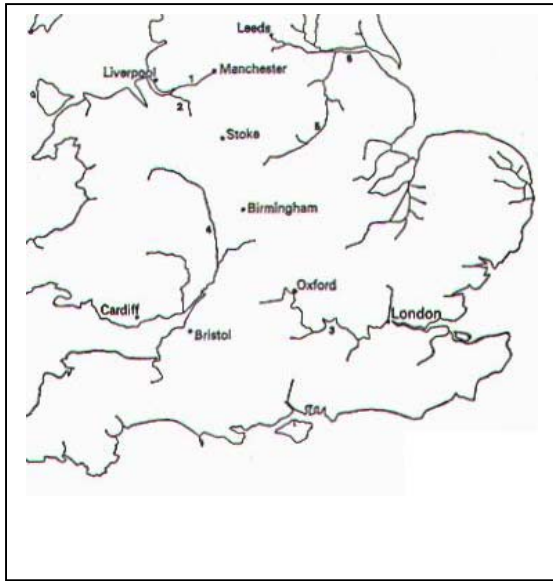 Leeds
6
Liverpool
1
Manchester
2
Stoke
5
Birmingham
4
Oxford
Cardiff
London
3
Bristol